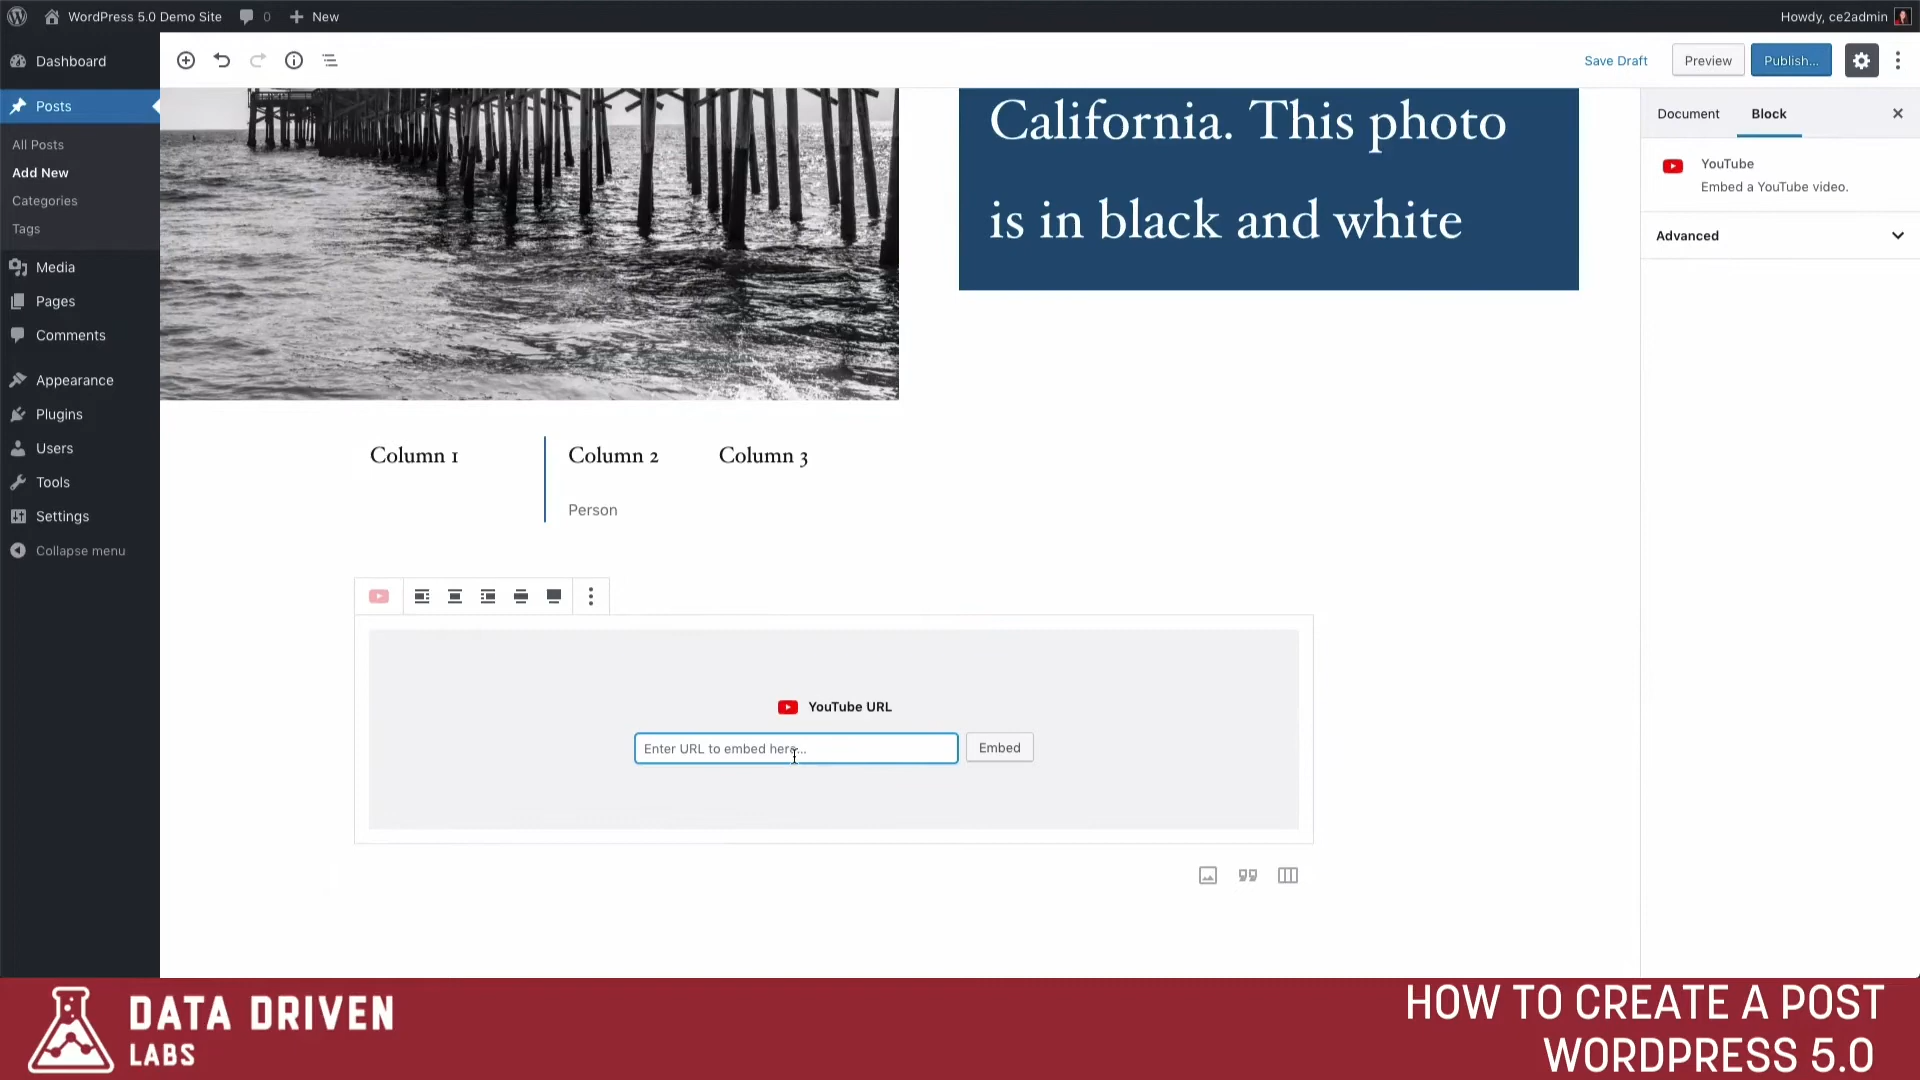 WordPress 5.0 Demo Site 0 New Howdy, ce2admin
Dashboard
Posts
All Posts
Add New
Categories
Tags
Media
Pages
Comments
Appearance
Plugins
Users
Tools
Settings
Collapse menu
Save Draft Preview Publish...
California. This photo
is in black and white
Document Block
YouTube
Embed a YouTube video.
Advanced
Column 1 Column 2 Column 3
Person
YouTube URL
Enter URL to embed here... Embed
DATA DRIVEN
LABS
HOW TO CREATE A POST
WORDPRESS 5.0